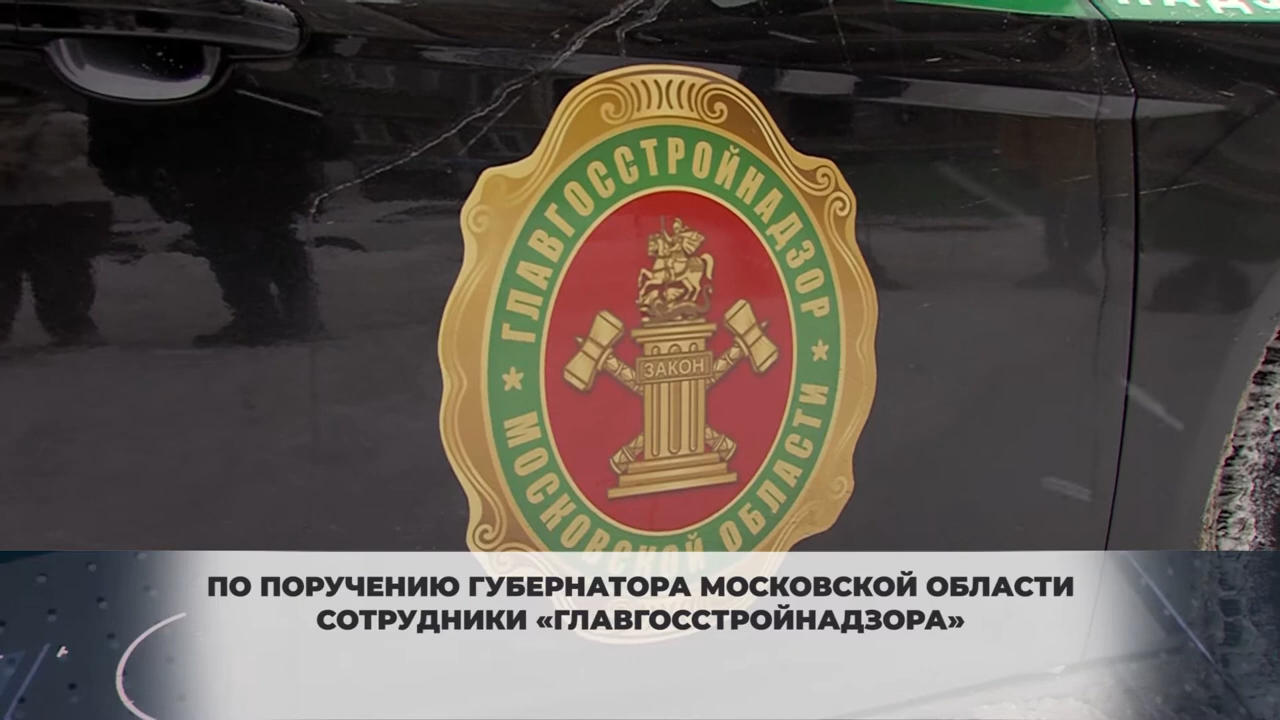 ГЛАВГОССТРОЙНАДЗОР
ЗАКОН
МОСКОВСКОЙ ОБЛАСТИ
ПО ПОРУЧЕНИЮ ГУБЕРНАТОРА МОСКОВСКОЙ ОБЛАСТИ
СОТРУДНИКИ «ГЛАВГОССТРОЙНАДЗОРА»